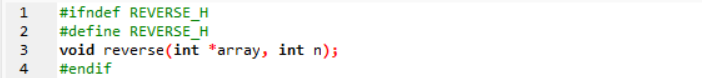 1 #ifndef REVERSE_H
2 #define REVERSE_H
3 void reverse(int *array, int n);
4 #endif